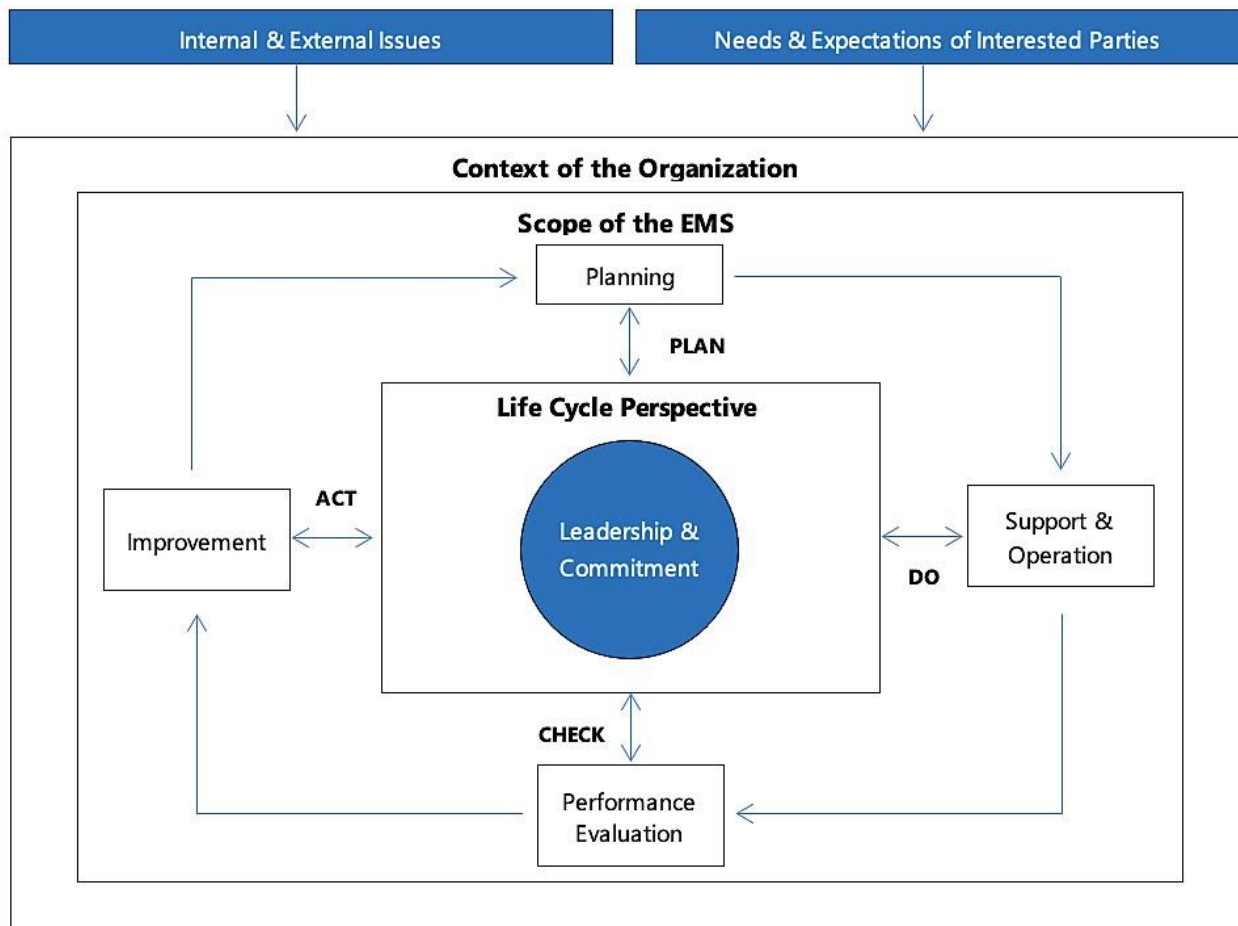 Internal & External Issues
Needs & Expectations of Interested Parties
Context of the Organization
Scope of the EMS
Planning
PLAN
Life Cycle Perspective
Leadership &
Commitment
ACT
Improvement
Support &
Operation
DO
CHECK
Performance
Evaluation